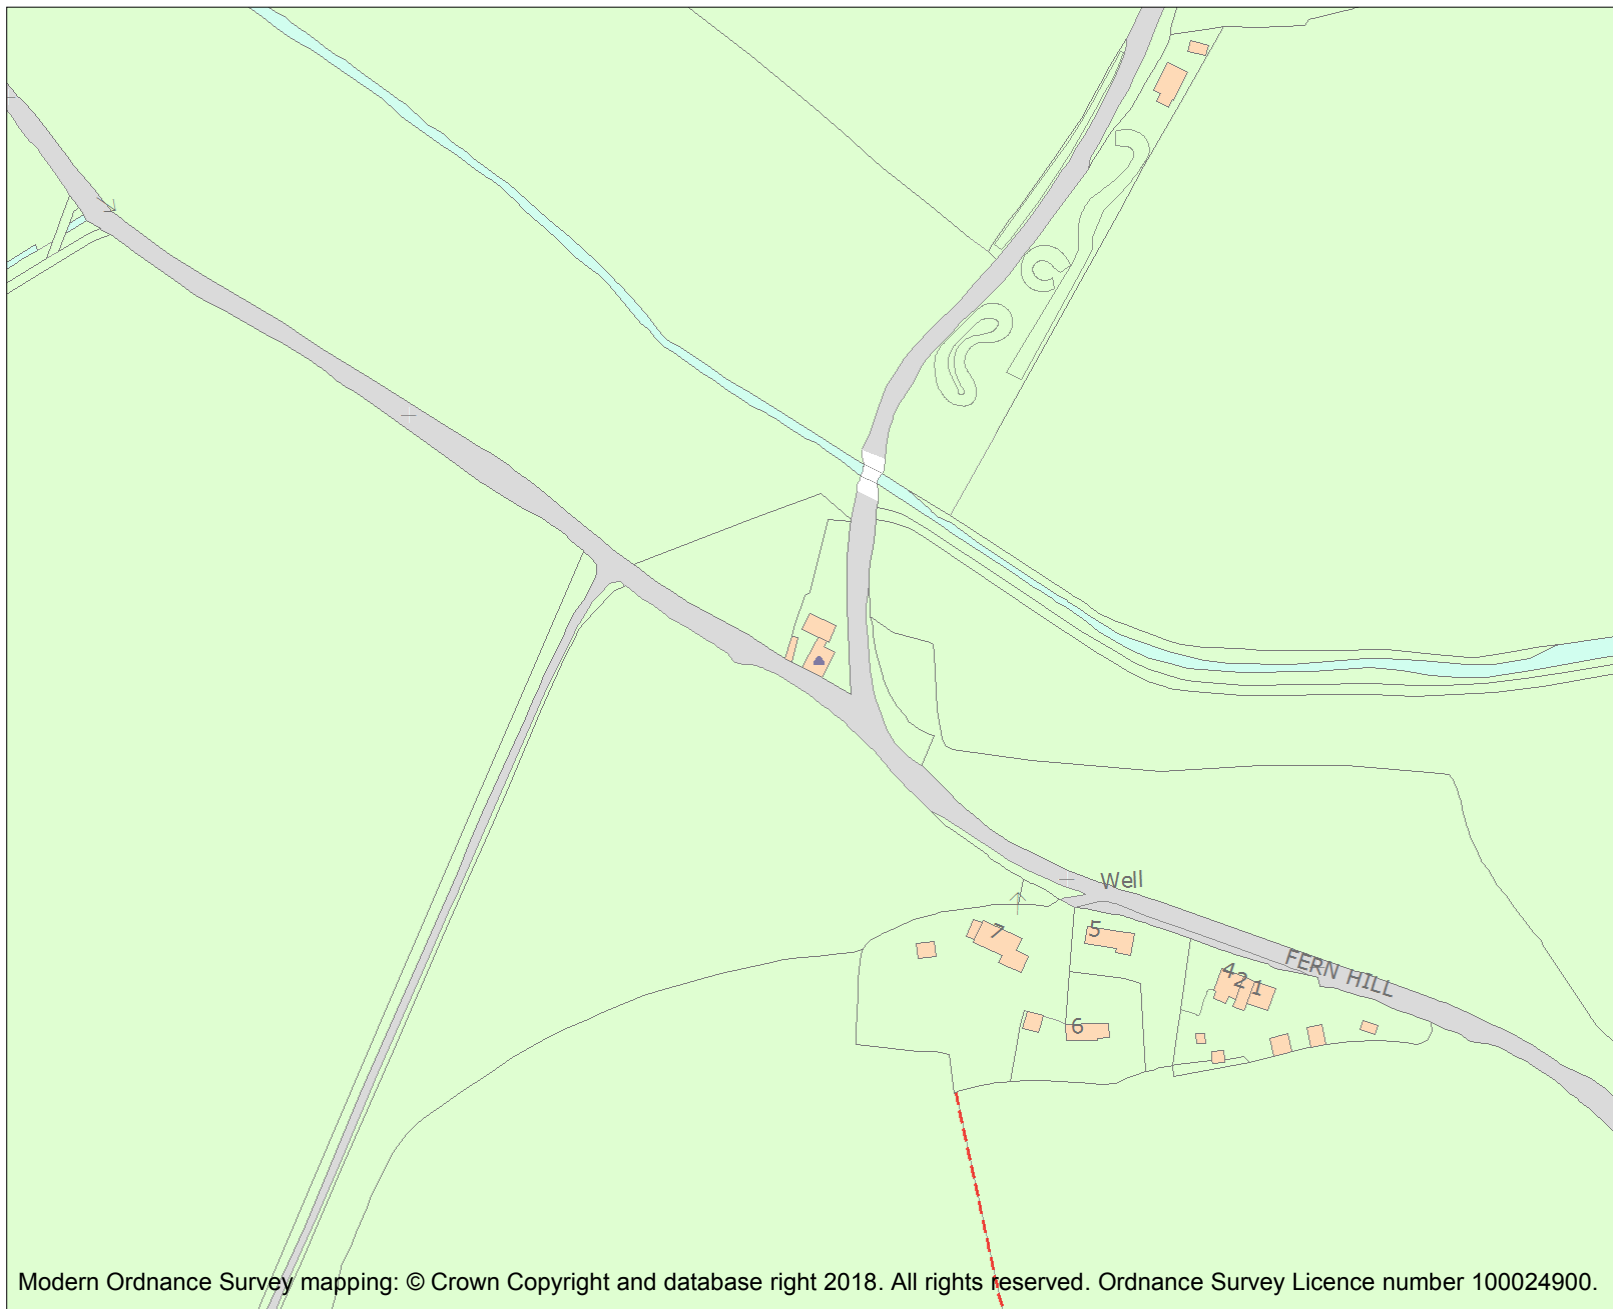 Well
7
5
FERN HILL
4
2
1
6
Modern Ordnance Survey mapping: © Crown Copyright and database right 2018. All rights reserved. Ordnance Survey Licence number 100024900.